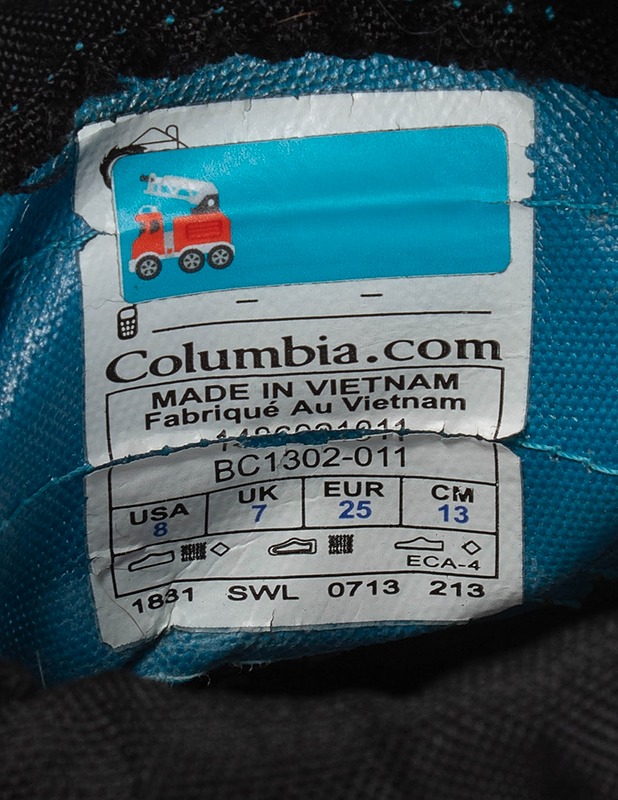 Columbia.com
MADE IN VIETNAM
Fabriqué Au Vietnam
BC1302-011
USA UK EUR CM
8 7 25 13
ECA-4
1831 SWL 0713 213